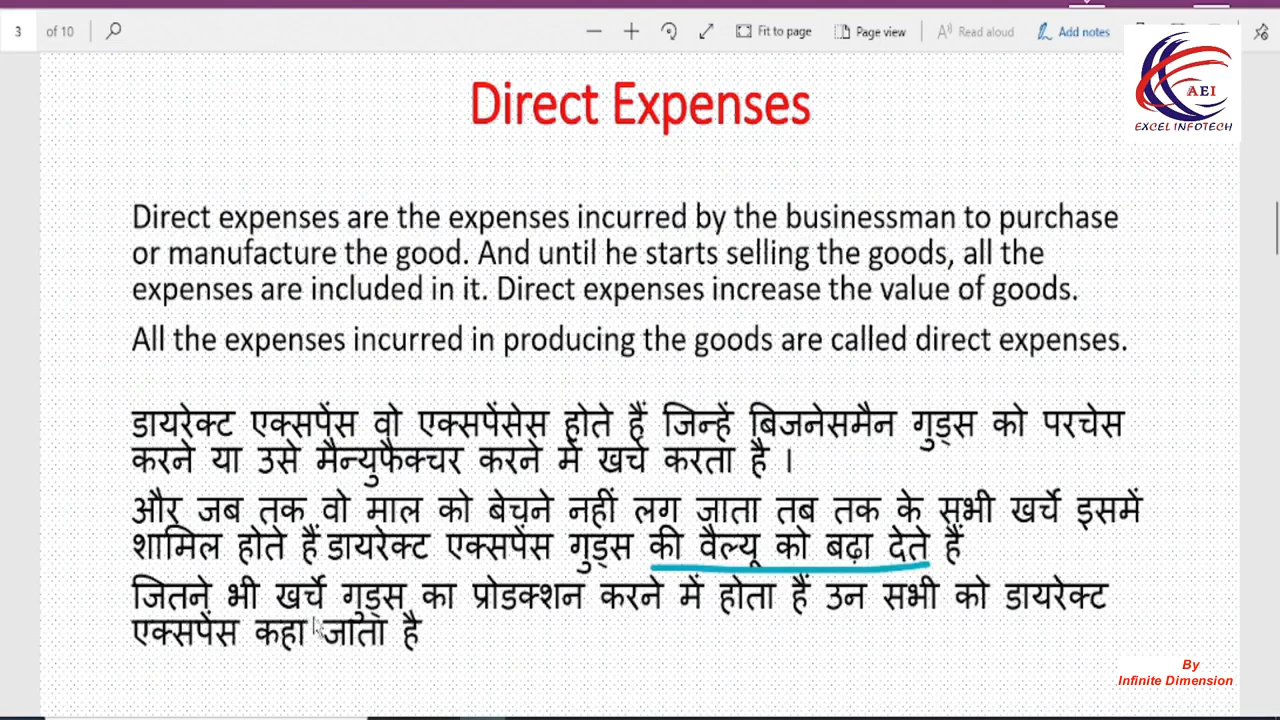 3 of 10 Fit to page Page view Read aloud Add notes
AEI
EXCEL INFOTECH
Direct Expenses
Direct expenses are the expenses incurred by the businessman to purchase
or manufacture the good. And until he starts selling the goods, all the
expenses are included in it. Direct expenses increase the value of goods.
All the expenses incurred in producing the goods are called direct expenses.
डायरेक्ट एक्सपेंस वो एक्सपेंसेस होते हैं जिन्हें बिजनेसमैन गुड्स को परचेस
करने या उसे मैन्युफैक्चर करने में खर्च करता है ।
और जब तक वो माल को बेचने नहीं लग जाता तब तक के सभी खर्चे इसमें
शामिल होते हैं डायरेक्ट एक्सपेंस गुड्स की वैल्यू को बढ़ा देते हैं
जितने भी खर्चे गुड्स का प्रोडक्शन करने में होता हैं उन सभी को डायरेक्ट
एक्सपेंस कहा जाता है
By
Infinite Dimension